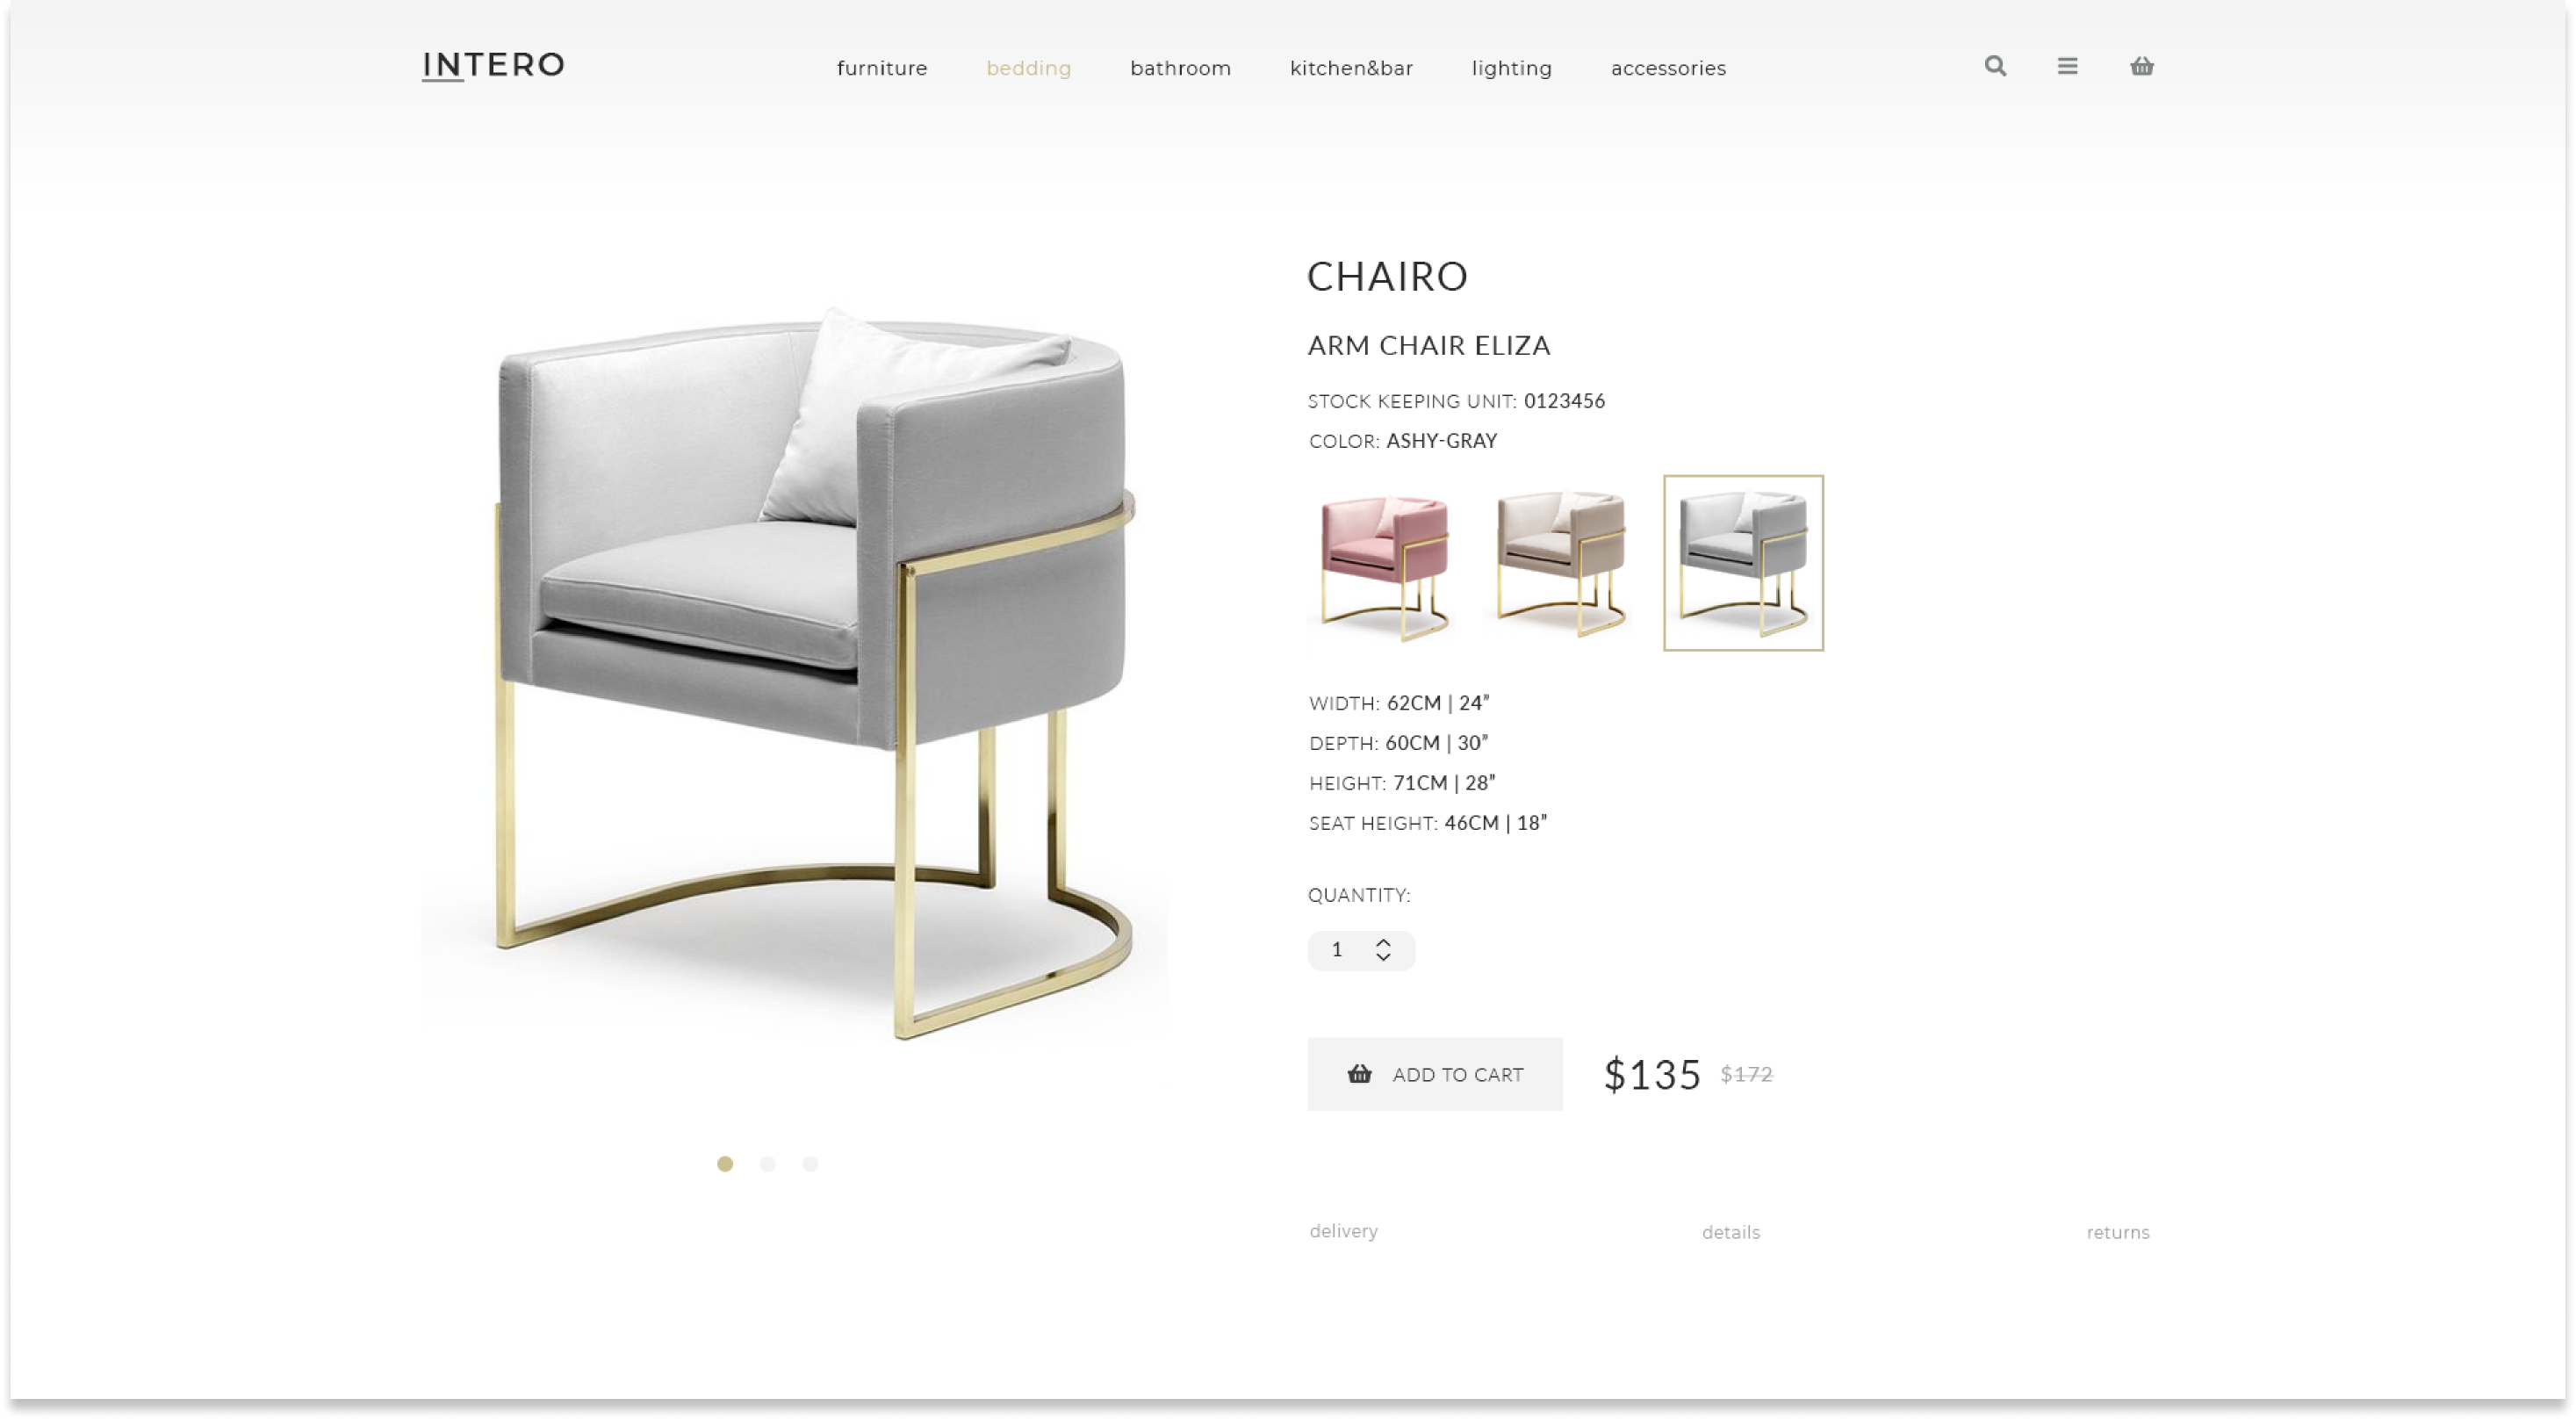 INTERO
furniture bedding bathroom kitchen&bar lighting accessories
CHAIRO
ARM CHAIR ELIZA
STOCK KEEPING UNIT: 0123456
COLOR: ASHY-GRAY
WIDTH: 62CM | 24”
DEPTH: 60CM | 30”
HEIGHT: 71CM | 28”
SEAT HEIGHT: 46CM | 18”
QUANTITY:
1
ADD TO CART
$135 $172
delivery details returns